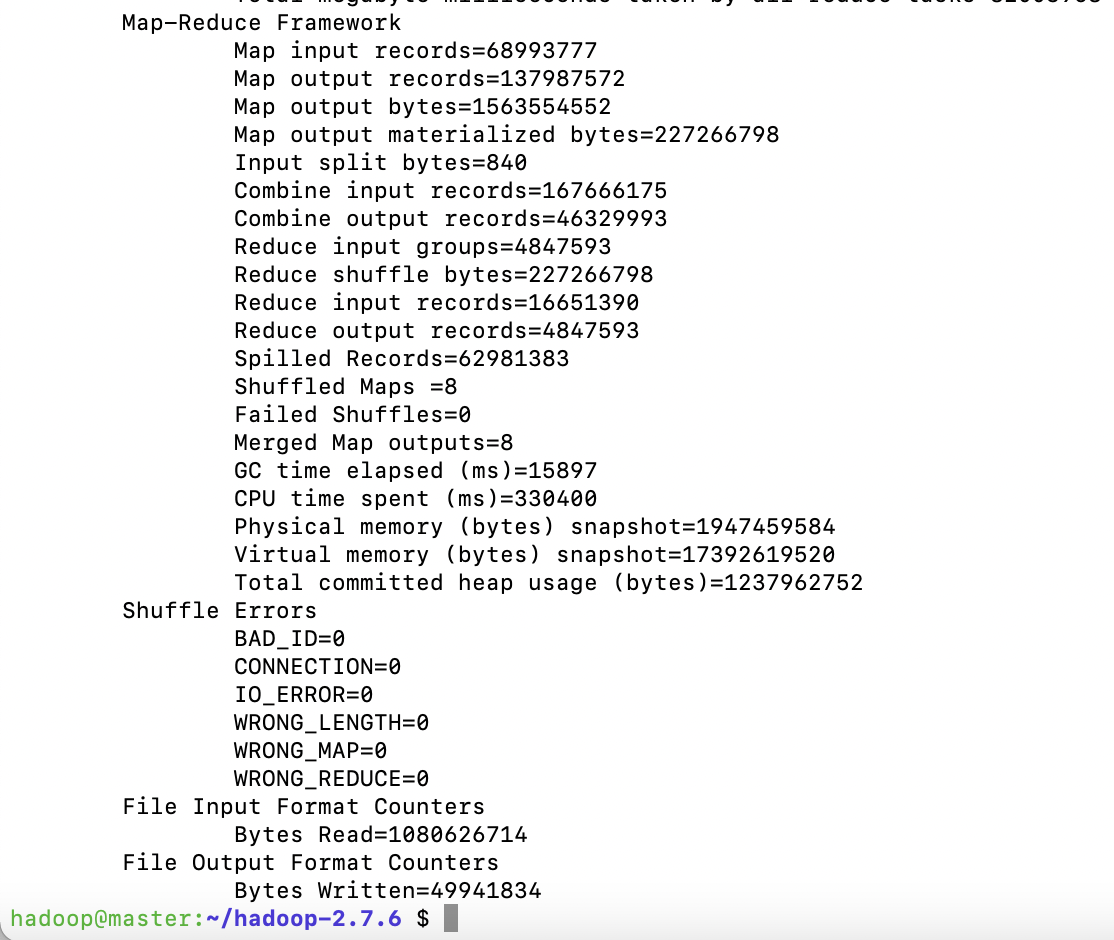 Map-Reduce Framework
Map input records=68993777
Map output records=137987572
Map output bytes=1563554552
Map output materialized bytes=227266798
Input split bytes=840
Combine input records=167666175
Combine output records=46329993
Reduce input groups=4847593
Reduce shuffle bytes=227266798
Reduce input records=16651390
Reduce output records=4847593
Spilled Records=62981383
Shuffled Maps =8
Failed Shuffles=0
Merged Map outputs=8
GC time elapsed (ms)=15897
CPU time spent (ms)=330400
Physical memory (bytes) snapshot=1947459584
Virtual memory (bytes) snapshot=17392619520
Total committed heap usage (bytes)=1237962752
Shuffle Errors
BAD_ID=0
CONNECTION=0
IO_ERROR=0
WRONG_LENGTH=0
WRONG_MAP=0
WRONG_REDUCE=0
File Input Format Counters
Bytes Read=1080626714
File Output Format Counters
Bytes Written=49941834
hadoop@master:~/hadoop-2.7.6 $